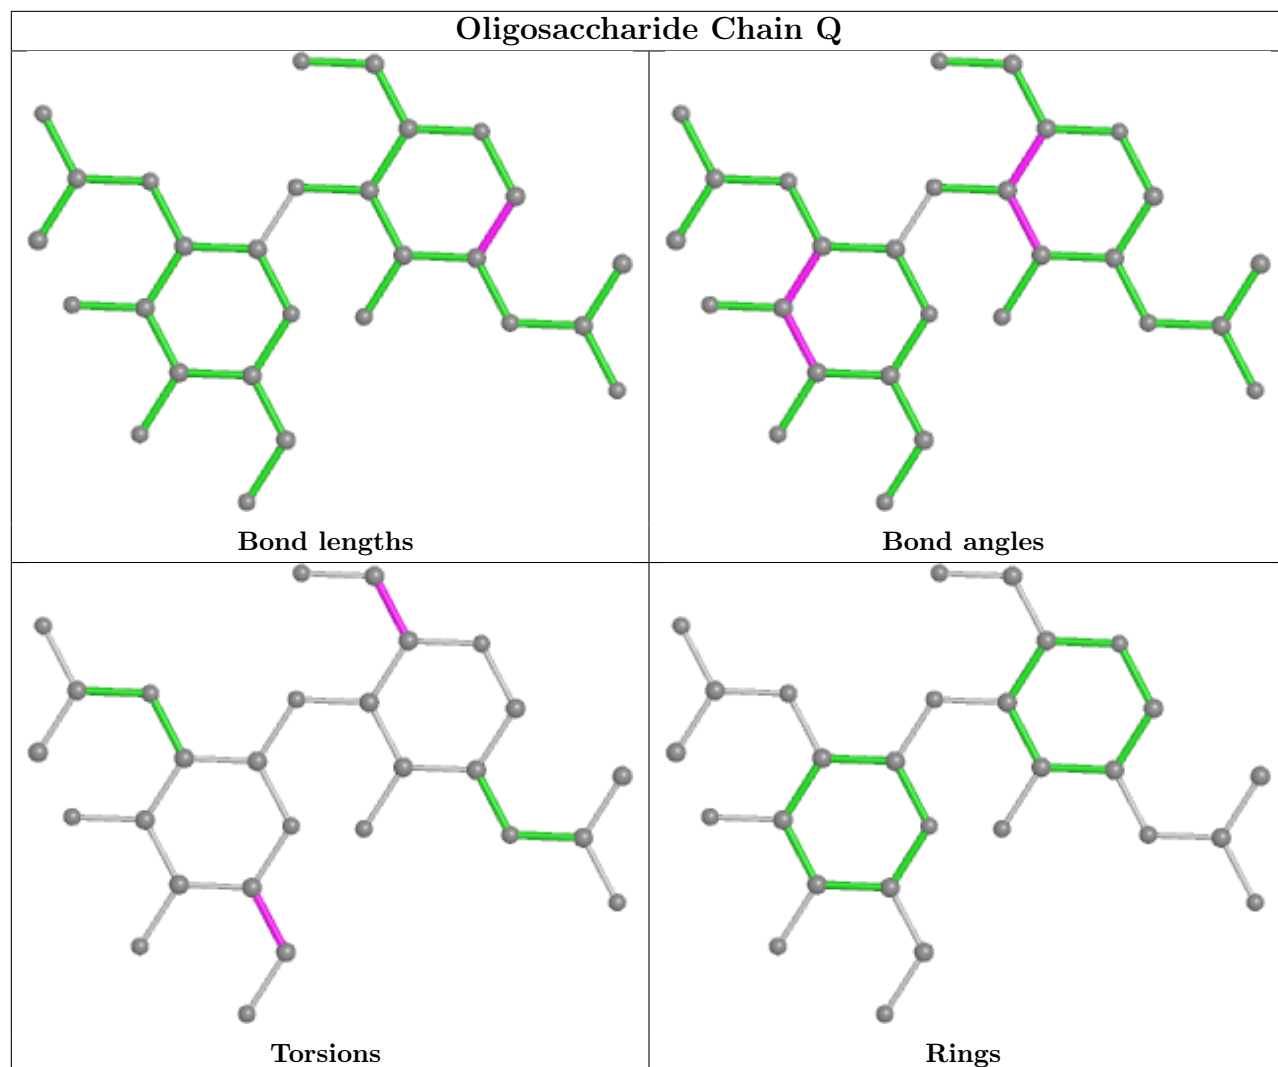 Oligosaccharide Chain Q
Bond lengths
Bond angles
Torsions
Rings